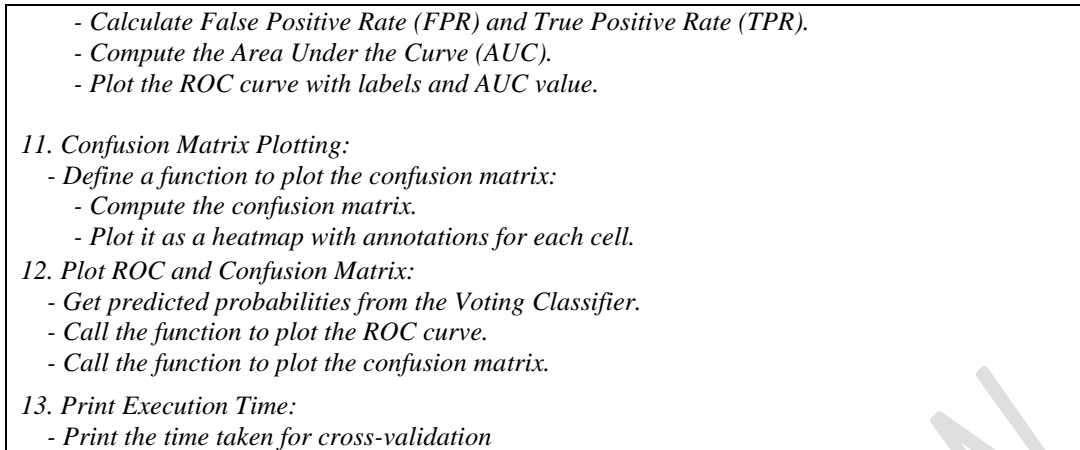 - Calculate False Positive Rate (FPR) and True Positive Rate (TPR).
- Compute the Area Under the Curve (AUC).
- Plot the ROC curve with labels and AUC value.
11. Confusion Matrix Plotting:
- Define a function to plot the confusion matrix:
- Compute the confusion matrix.
- Plot it as a heatmap with annotations for each cell.
12. Plot ROC and Confusion Matrix:
- Get predicted probabilities from the Voting Classifier.
- Call the function to plot the ROC curve.
- Call the function to plot the confusion matrix.
13. Print Execution Time:
- Print the time taken for cross-validation